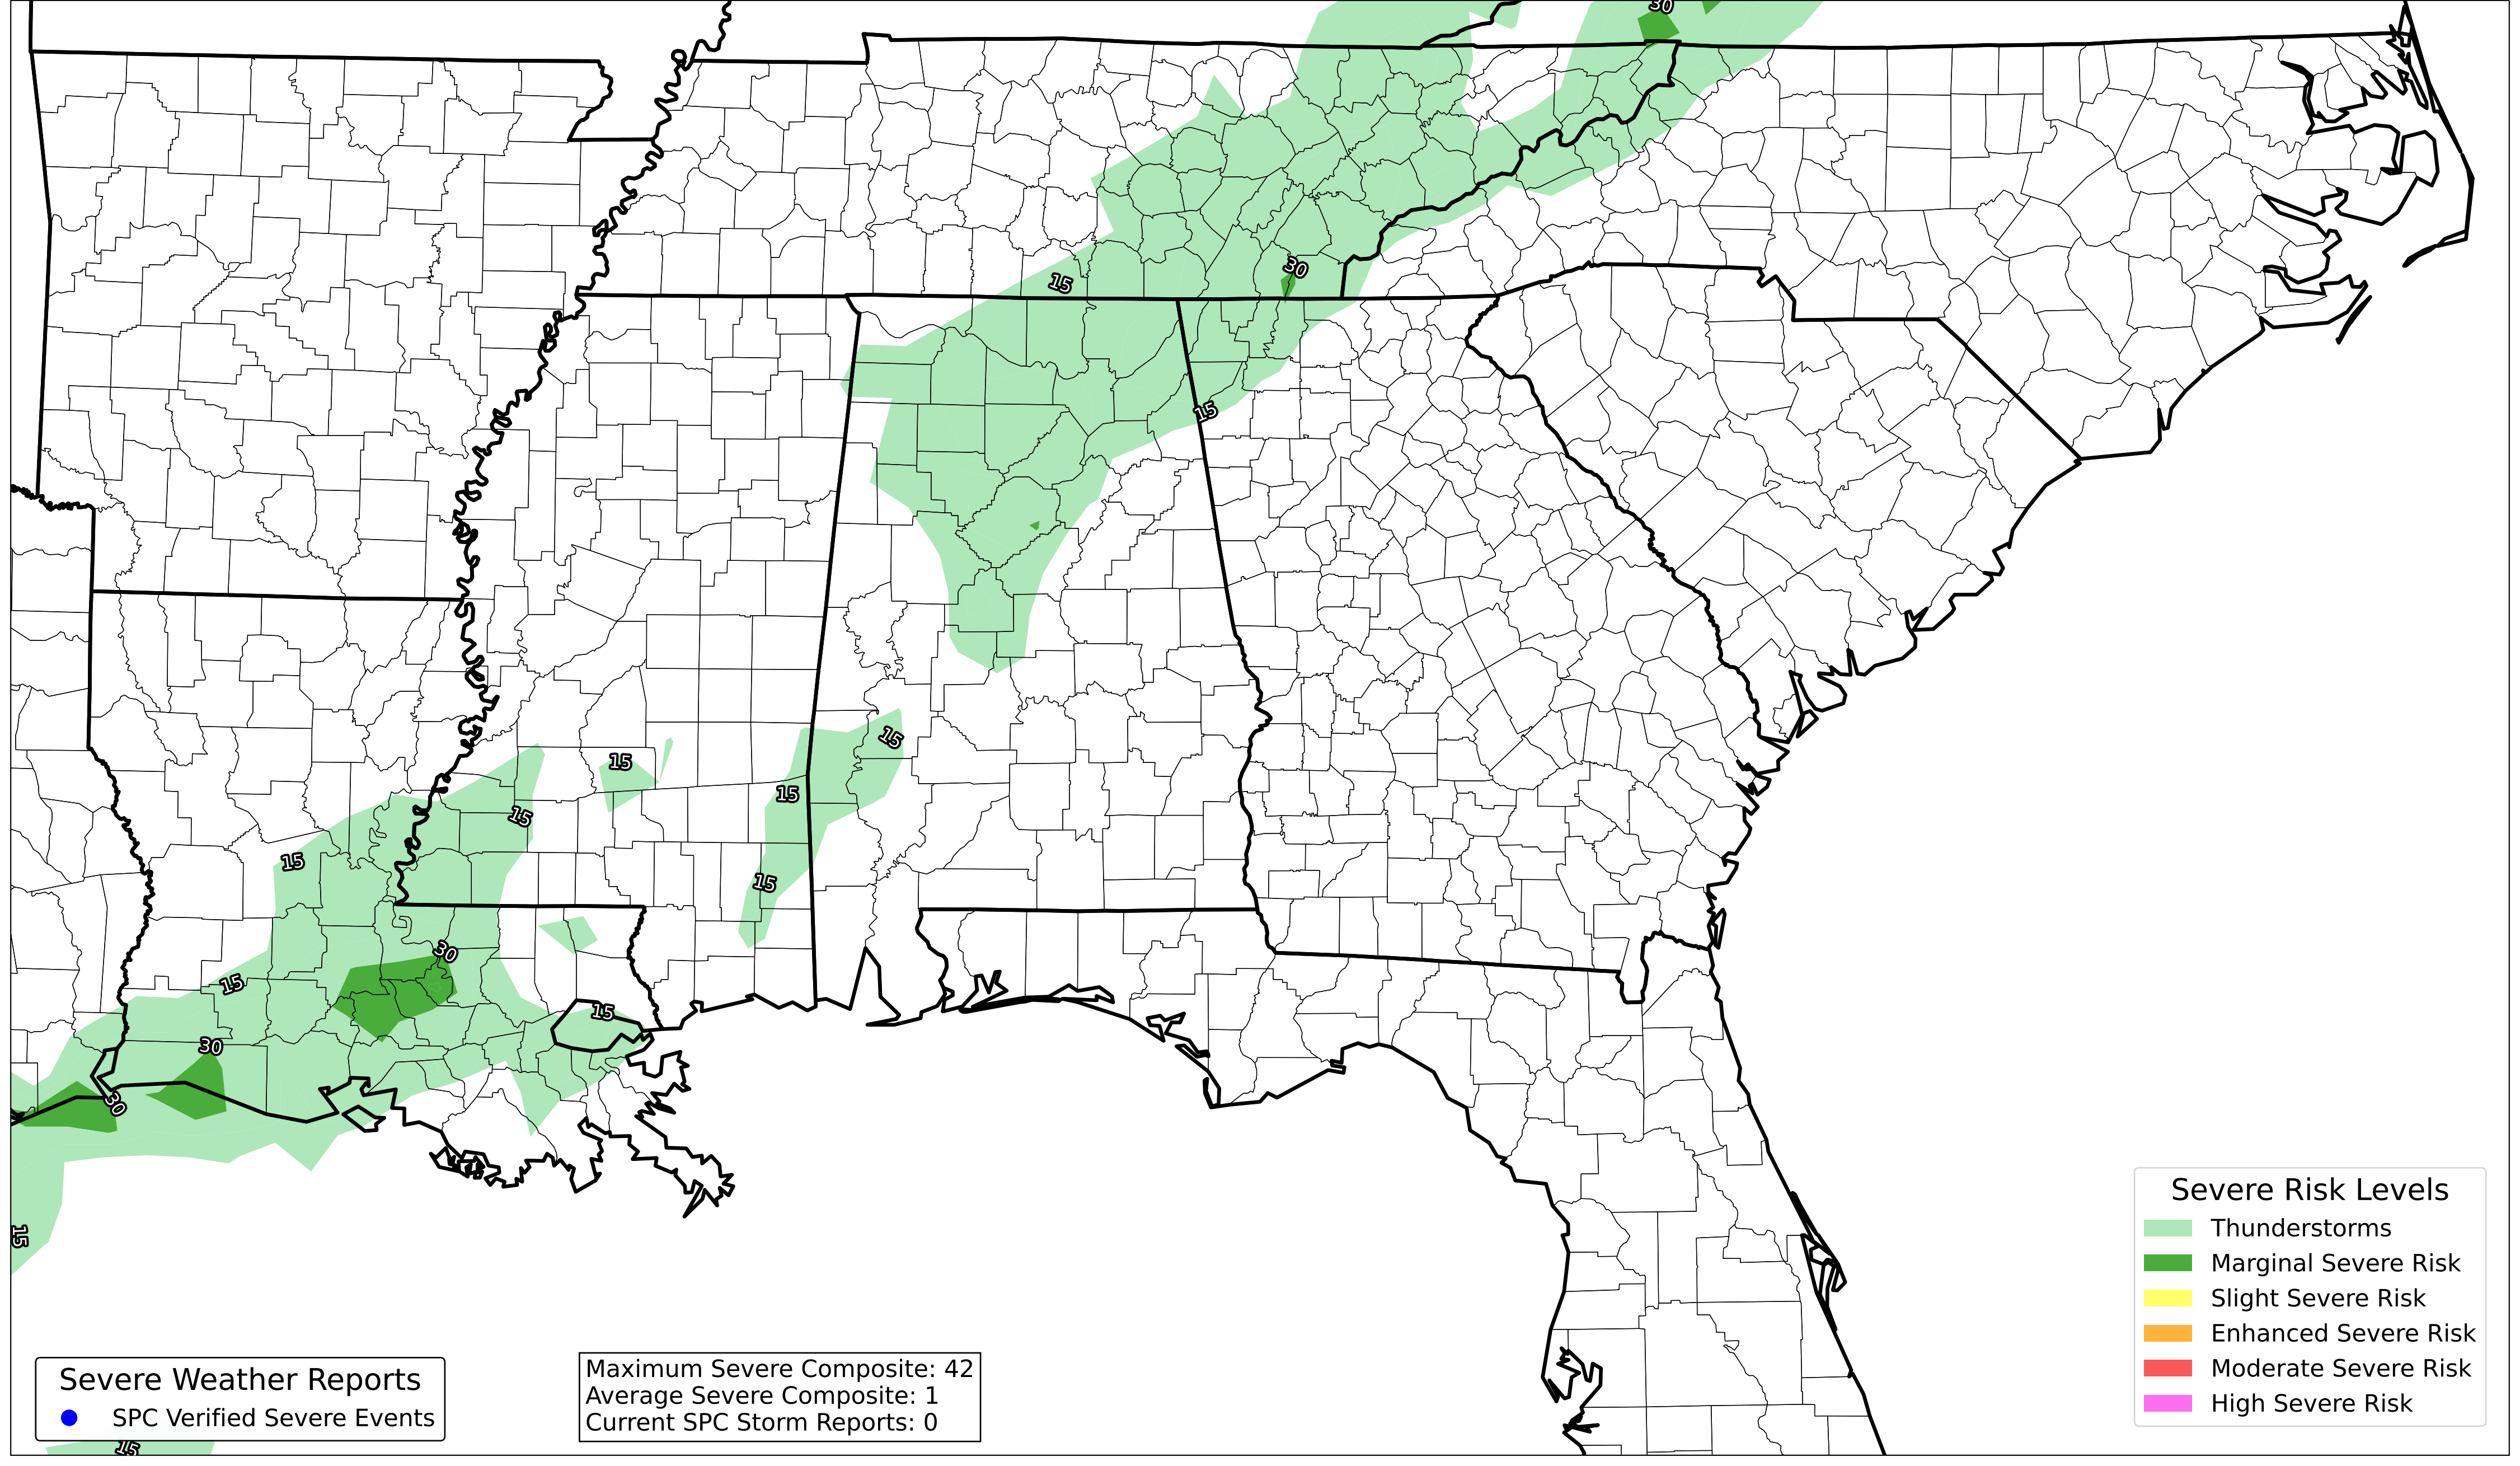 30
30
15
15
15
15
15
15
15
15
30
15
15
30
30
15
15
Severe Risk Levels
Thunderstorms
Marginal Severe Risk
Slight Severe Risk
Enhanced Severe Risk
Moderate Severe Risk
High Severe Risk
Severe Weather Reports
SPC Verified Severe Events
Maximum Severe Composite: 42
Average Severe Composite: 1
Current SPC Storm Reports: 0